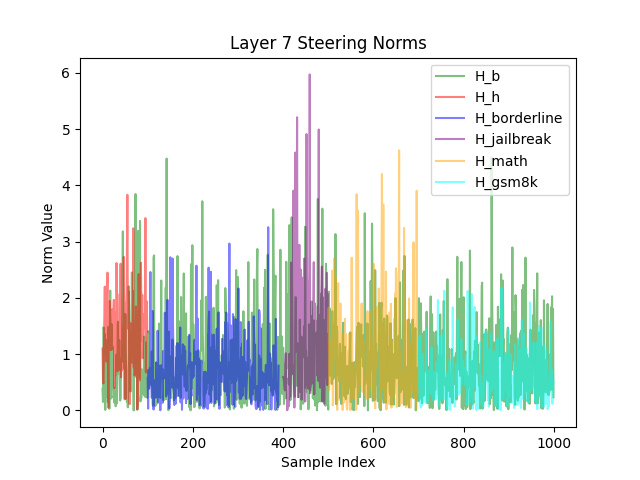 Layer 7 Steering Norms
Norm Value
6
5
4
3
2
1
0
H_b
H_h
H_borderline
H_jailbreak
H_math
H_gsm8k
0
200
400
600
800
1000
Sample Index